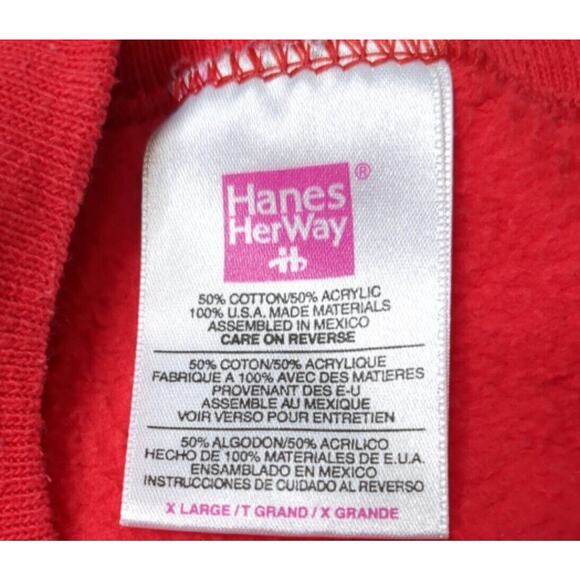 Hanes®
HerWay
50% COTTON/50% ACRYLIC
100% U.S.A. MADE MATERIALS
ASSEMBLED IN MEXICO
CARE ON REVERSE
50% COTON/50% ACRYLIQUE
FABRIQUE A 100% AVEC DES MATIERES
PROVENANT DES E-U
ASSEMBLE AU MEXIQUE
VOIR VERSO POUR ENTRETIEN
50% ALGODON/50% ACRILICO
HECHO DE 100% MATERIALES DE E.U.A.
ENSAMBLADO EN MEXICO
INSTRUCCIONES DE CUIDADO AL REVERSO
X LARGE/T GRAND/X GRANDE